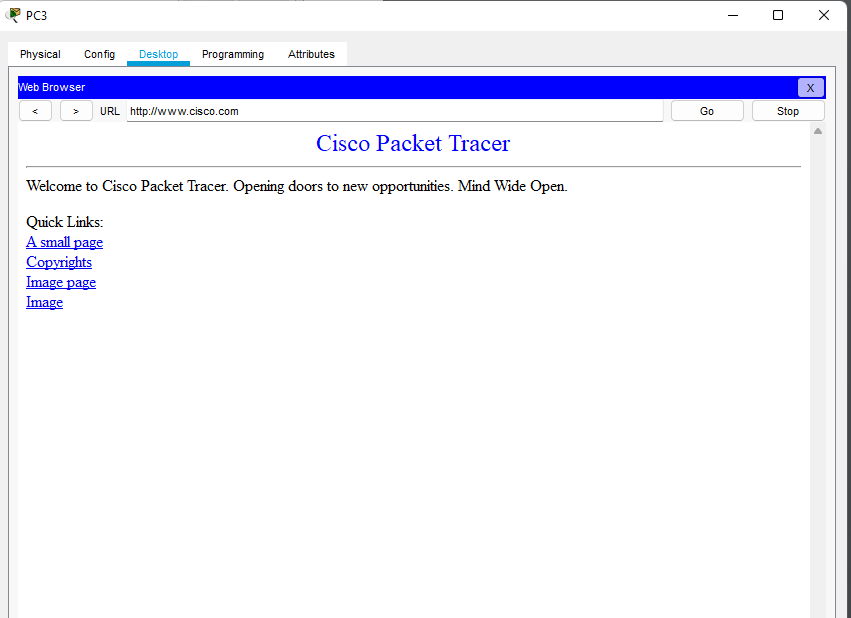 PC3
Physical Config Desktop Programming Attributes
Web Browser X
< > URL http://www.cisco.com Go Stop
Cisco Packet Tracer
Welcome to Cisco Packet Tracer. Opening doors to new opportunities. Mind Wide Open.
Quick Links:
A small page
Copyrights
Image page
Image